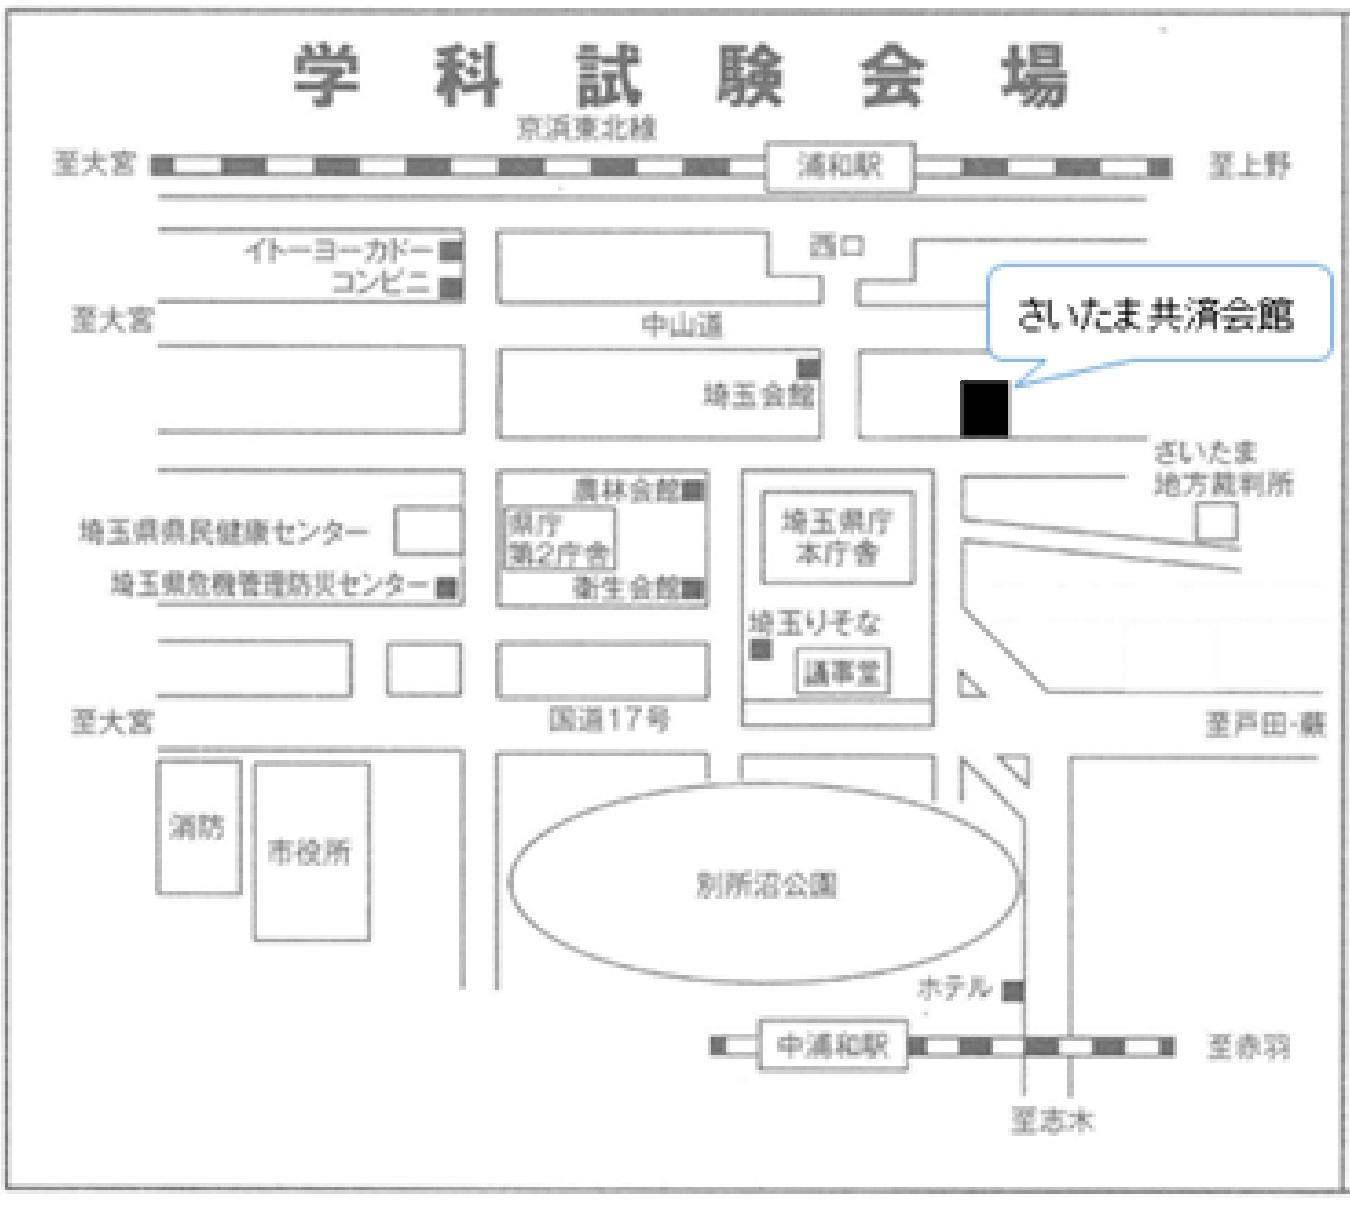 学科試験会場
京浜東北線
至大宮
浦和駅
至上野
イトーヨーカドー
西口
コンビニ
さいたま共済会館
至大宮
中山道
埼玉会館
さいたま
地方裁判所
農林会館
埼玉県庁
本庁舎
県庁
第2庁舎
埼玉県県民健康センター
埼玉県危機管理防災センター
衛生会館
埼玉りそな
議事堂
至大宮
国道17号
至戸田・蕨
消防
市役所
別所沼公園
ホテル
中浦和駅
至赤羽
至志木